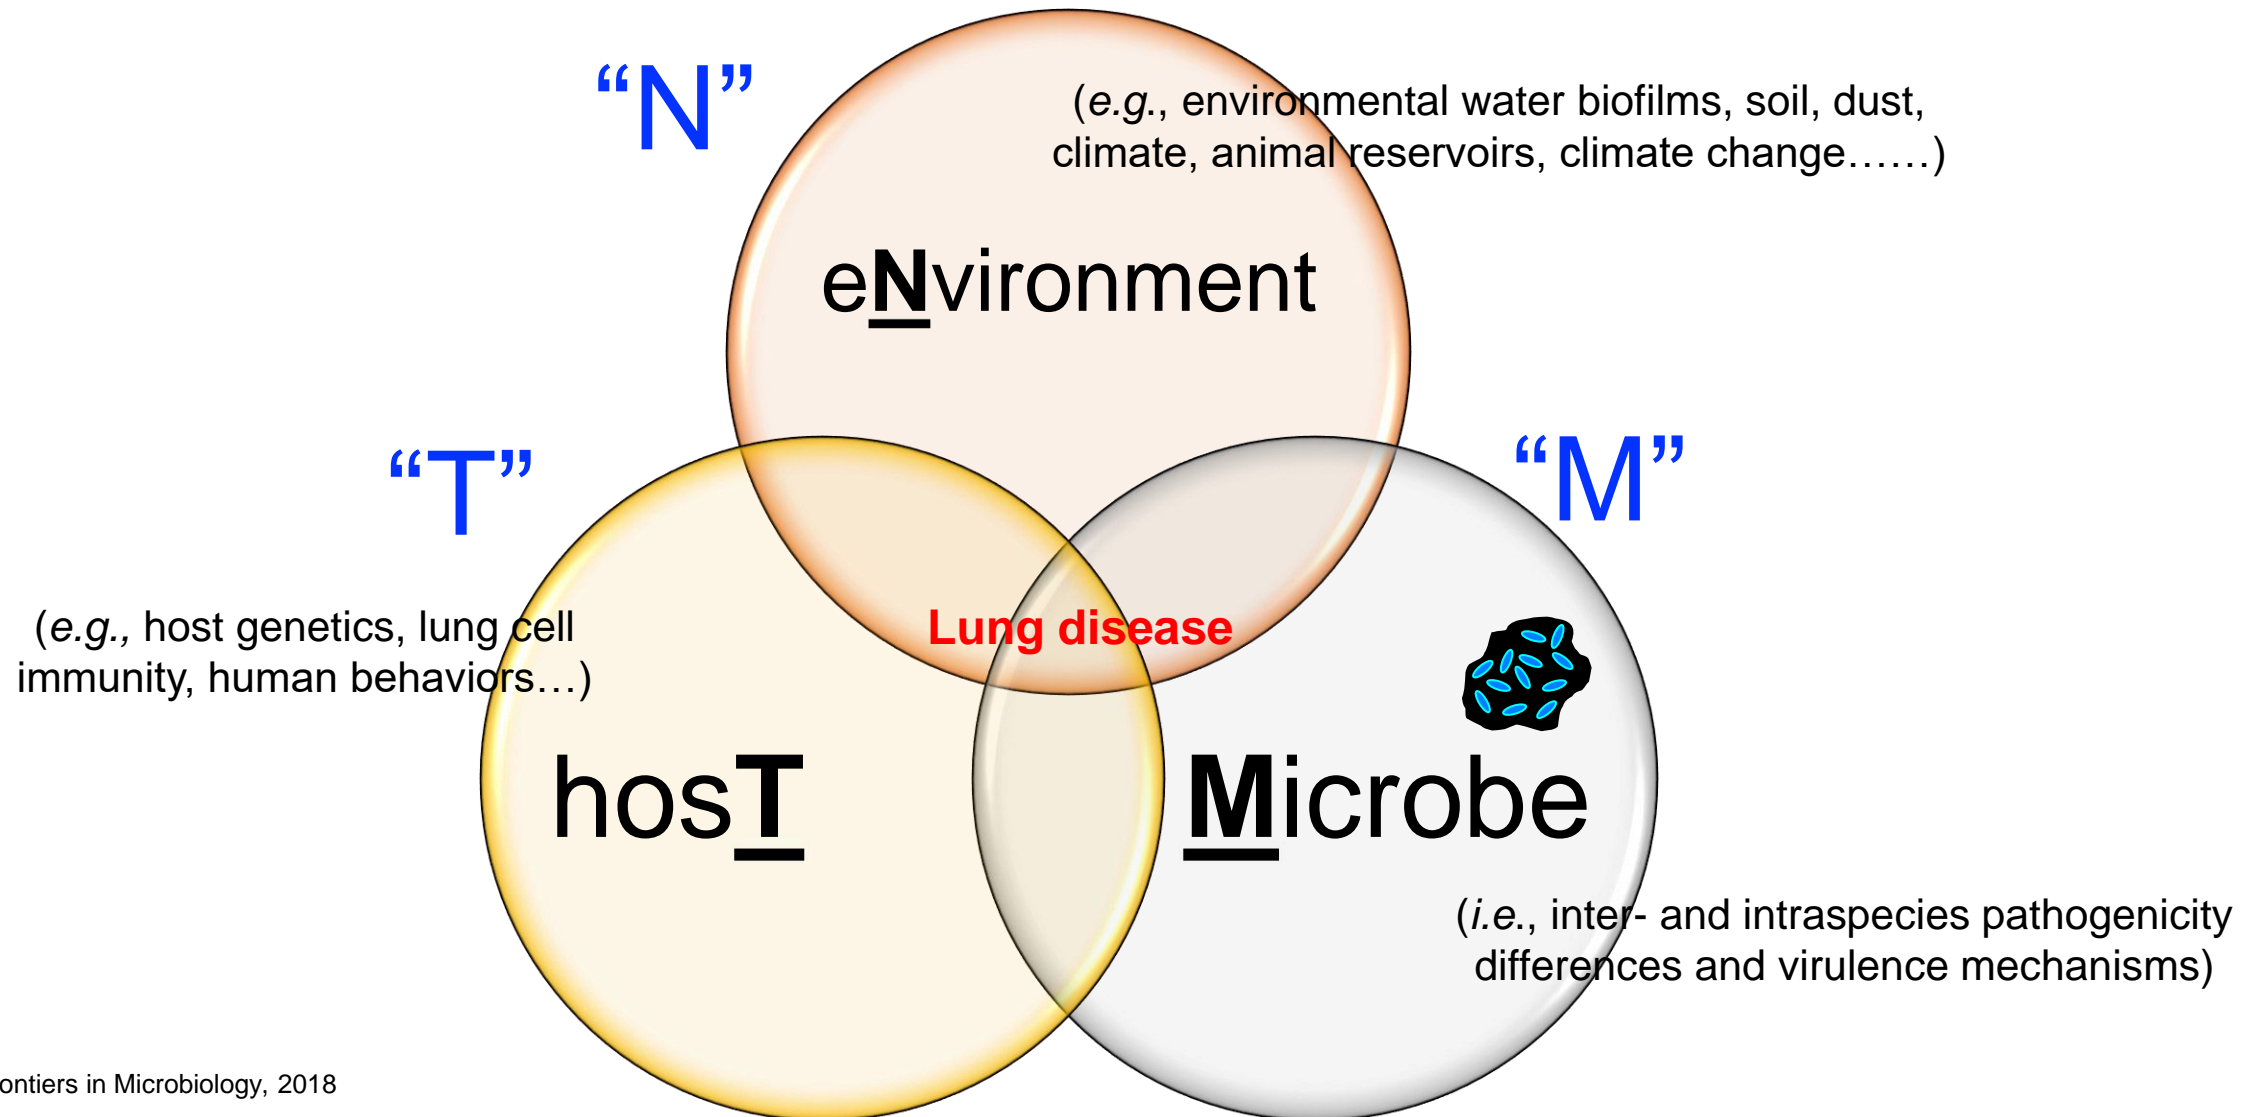 “N”
(e.g., environmental water biofilms, soil, dust,
climate, animal reservoirs, climate change……)
eNvironment
“T”
“M”
(e.g., host genetics, lung cell
immunity, human behaviors…)
Lung disease
hosT
Microbe
(i.e., inter- and intraspecies pathogenicity
differences and virulence mechanisms)
in Microbiology, 2018